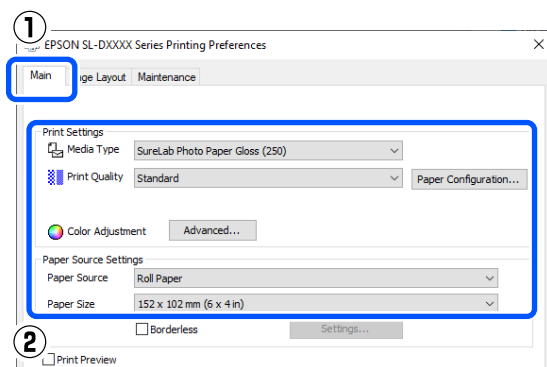 ①
EPSON SL-DXXXX Series Printing Preferences
Main age Layout Maintenance
Print Settings
Media Type SureLab Photo Paper Gloss (250)
Print Quality Standard Paper Configuration...
Color Adjustment Advanced...
Paper Source Settings
Paper Source Roll Paper
Paper Size 152 x 102 mm (6 x 4 in)
Borderless Settings...
②
Print Preview